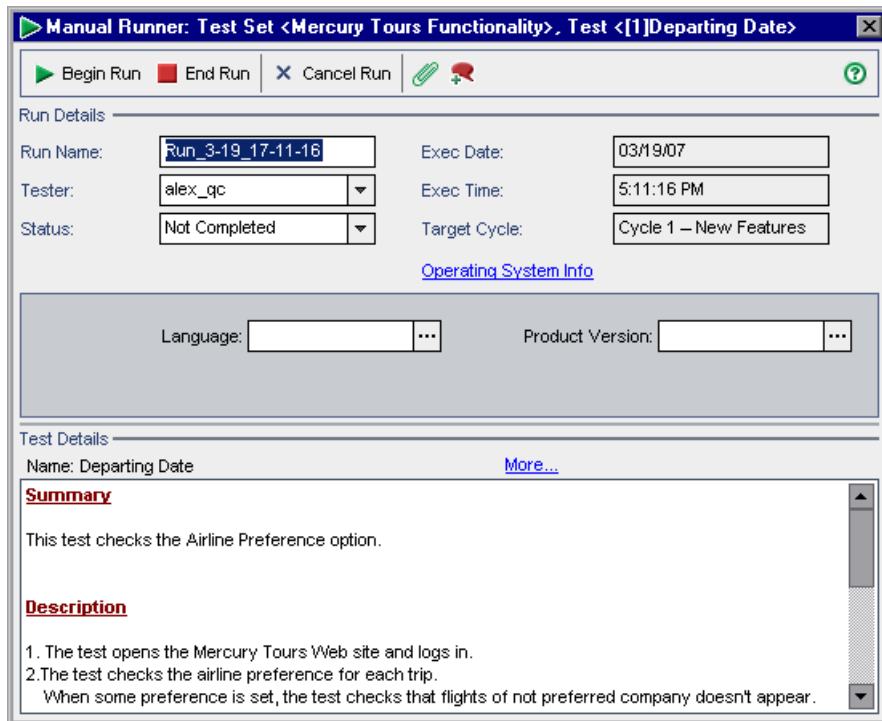 Manual Runner: Test Set <Mercury Tours Functionality>, Test <[1]Departing Date>
Begin Run End Run Cancel Run
Run Details
Run Name: Run_3-19_17-11-16 Exec Date: 03/19/07
Tester: alex_qc Exec Time: 5:11:16 PM
Status: Not Completed Target Cycle: Cycle 1 – New Features
Operating System Info
Language: ... Product Version: ...
Test Details
Name: Departing Date More...
Summary
This test checks the Airline Preference option.
Description
1. The test opens the Mercury Tours Web site and logs in.
2.The test checks the airline preference for each trip.
When some preference is set, the test checks that flights of not preferred company doesn't appear.